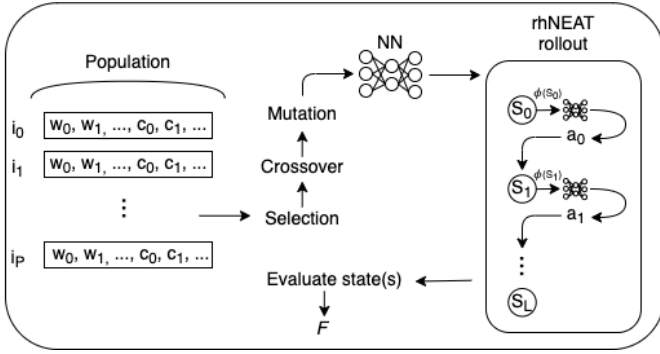 rhNEAT
rollout
NN
Population
i0 w0, w1, ..., c0, c1, ...
i1 w0, w1, ..., c0, c1, ...
⋮
iP w0, w1, ..., c0, c1, ...
Mutation
Crossover
Selection
S0 ϕ(S0)
a0
S1 ϕ(S1)
a1
⋮
SL
Evaluate state(s)
F